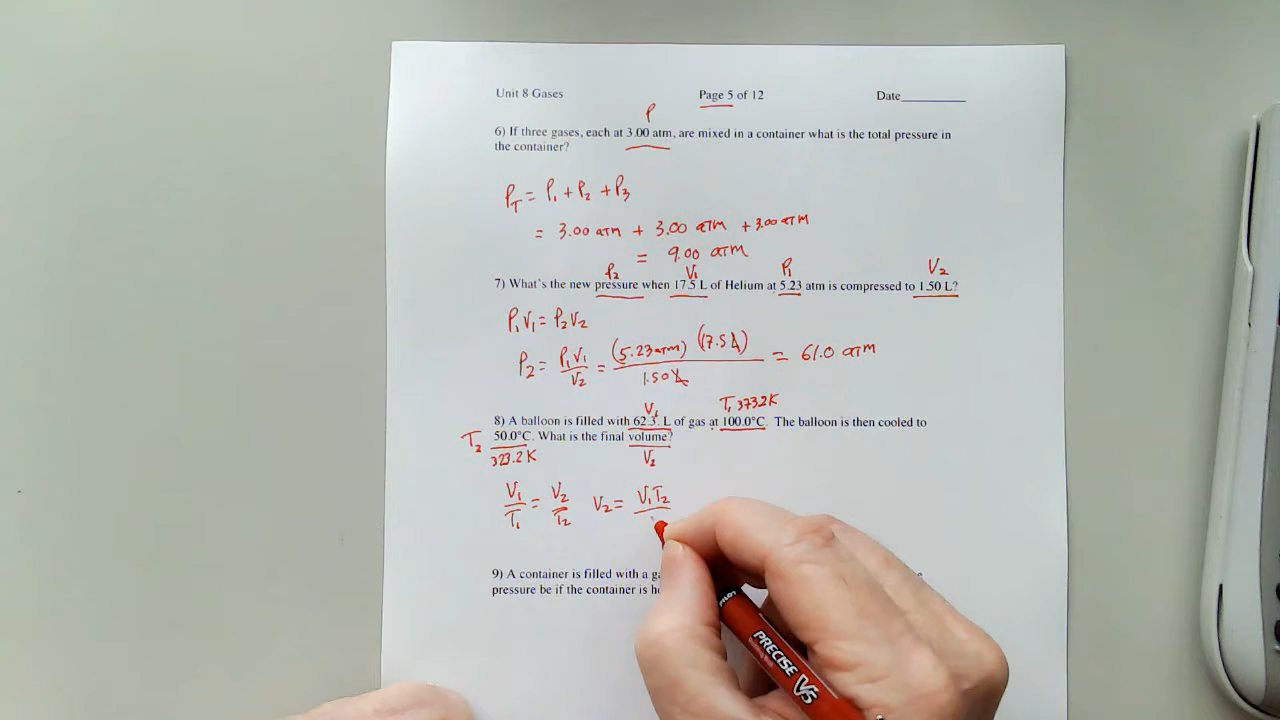 Unit 8 Gases Page 5 of 12 Date________
P
6) If three gases, each at 3.00 atm, are mixed in a container what is the total pressure in
the container?
P_T = P₁ + P₂ + P₃
= 3.00 atm + 3.00 atm + 3.00 atm
= 9.00 atm
P₂ V₁ P₁ V₂
7) What's the new pressure when 17.5 L of Helium at 5.23 atm is compressed to 1.50 L?
P₁V₁ = P₂V₂
P₂ = P₁V₁/V₂ = (5.23 atm) (17.5 L)/1.50 L = 61.0 atm
V₁ T₁ 373.2K
8) A balloon is filled with 62.3. L of gas at 100.0°C. The balloon is then cooled to
T₂ 50.0°C. What is the final volume?
323.2K V₂
V₁/T₁ = V₂/T₂ V₂ = V₁T₂
9) A container is filled with a
pressure be if the container is
PILOT
PRECISE V5